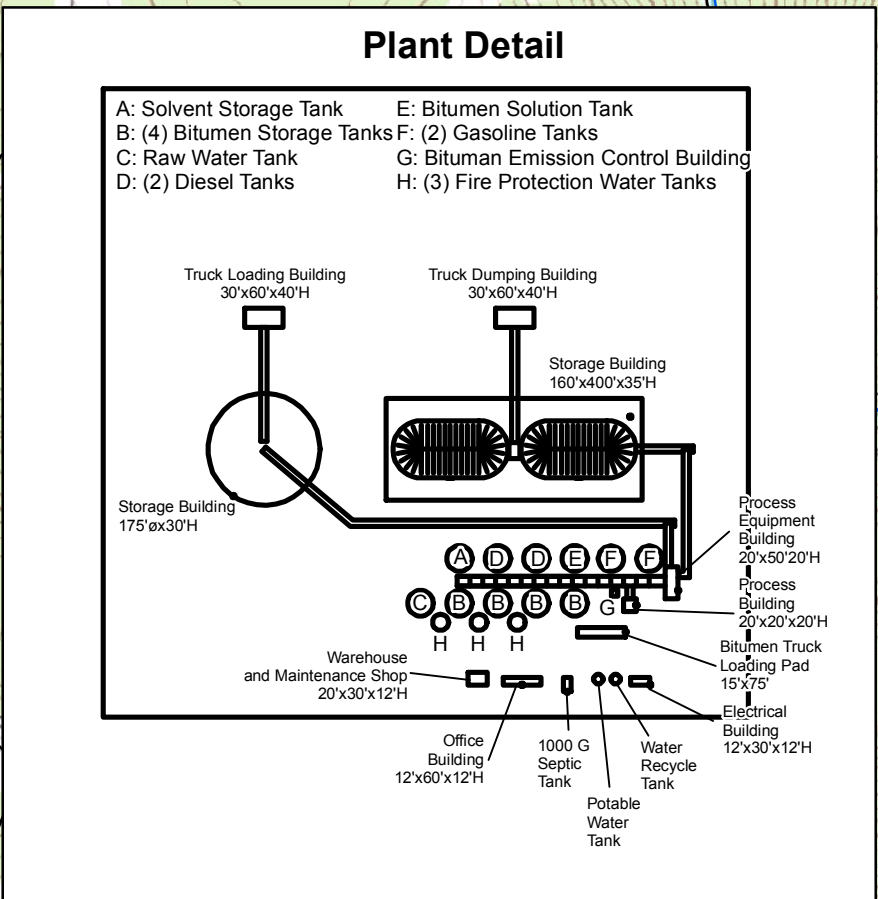 Plant Detail
A: Solvent Storage Tank
B: (4) Bitumen Storage Tanks
C: Raw Water Tank
D: (2) Diesel Tanks
E: Bitumen Solution Tank
F: (2) Gasoline Tanks
G: Bituman Emission Control Building
H: (3) Fire Protection Water Tanks
Truck Loading Building
30'x60'x40'H
Truck Dumping Building
30'x60'x40'H
Storage Building
160'x400'x35'H
Storage Building
175'øx30'H
Process
Equipment
Building
20'x50'20'H
A D D E F F
C B B B B G
H H H
Process
Building
20'x20'x20'H
Bitumen Truck
Loading Pad
15'x75'
Warehouse
and Maintenance Shop
20'x30'x12'H
Electrical
Building
12'x30'x12'H
Office
Building
12'x60'x12'H
1000 G
Septic
Tank
Water
Recycle
Tank
Potable
Water
Tank